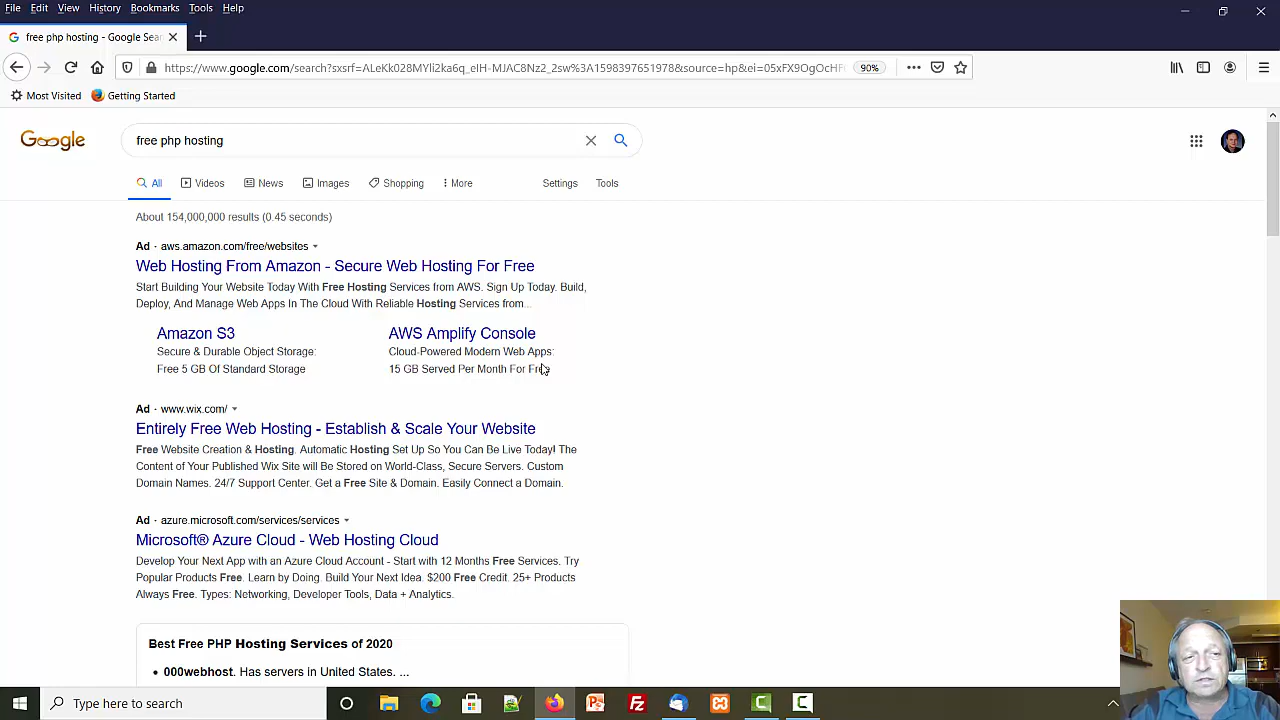 File Edit View History Bookmarks Tools Help
free php hosting - Google Sear
https://www.google.com/search?sxsrf=ALeKk028MYli2ka6q_eIH-MJAC8Nz2_2sw%3A1598397651978&source=hp&ei=05xFX9OgOcHF
90%
Most Visited Getting Started
Google
free php hosting
All Videos News Images Shopping More Settings Tools
About 154,000,000 results (0.45 seconds)
Ad · aws.amazon.com/free/websites
Web Hosting From Amazon - Secure Web Hosting For Free
Start Building Your Website Today With Free Hosting Services from AWS. Sign Up Today. Build,
Deploy, And Manage Web Apps In The Cloud With Reliable Hosting Services from...
Amazon S3 AWS Amplify Console
Secure & Durable Object Storage: Cloud-Powered Modern Web Apps:
Free 5 GB Of Standard Storage 15 GB Served Per Month For Free
Ad · www.wix.com/
Entirely Free Web Hosting - Establish & Scale Your Website
Free Website Creation & Hosting. Automatic Hosting Set Up So You Can Be Live Today! The
Content of Your Published Wix Site will Be Stored on World-Class, Secure Servers. Custom
Domain Names. 24/7 Support Center. Get a Free Site & Domain. Easily Connect a Domain.
Ad · azure.microsoft.com/services/services
Microsoft® Azure Cloud - Web Hosting Cloud
Develop Your Next App with an Azure Cloud Account - Start with 12 Months Free Services. Try
Popular Products Free. Learn by Doing. Build Your Next Idea. $200 Free Credit. 25+ Products
Always Free. Types: Networking, Developer Tools, Data + Analytics.
Best Free PHP Hosting Services of 2020
• 000webhost. Has servers in United States. ...
Type here to search